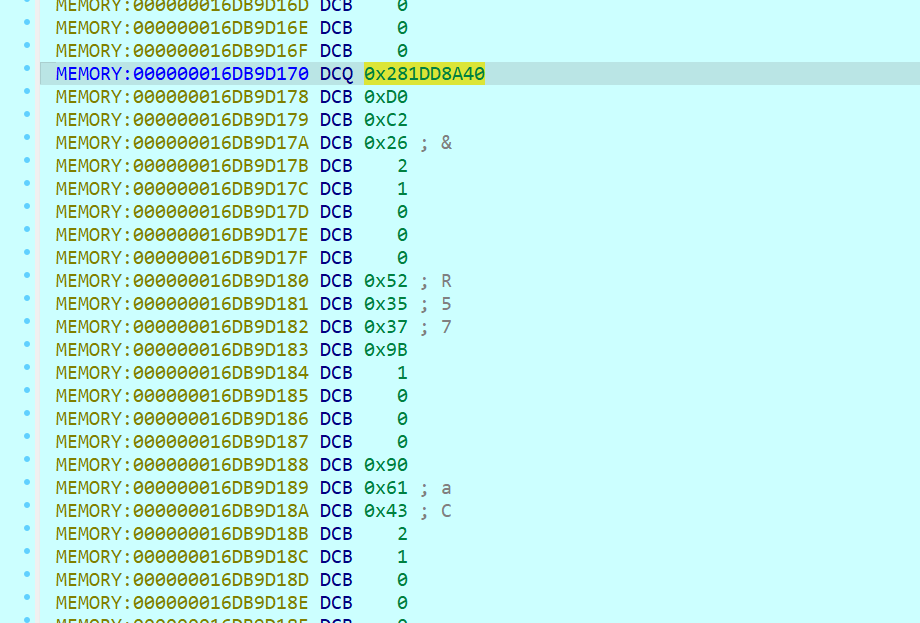 MEMORY:000000016DB9D16D DCB 0
MEMORY:000000016DB9D16E DCB 0
MEMORY:000000016DB9D16F DCB 0
MEMORY:000000016DB9D170 DCQ 0x281DD8A40
MEMORY:000000016DB9D178 DCB 0xD0
MEMORY:000000016DB9D179 DCB 0xC2
MEMORY:000000016DB9D17A DCB 0x26 ; &
MEMORY:000000016DB9D17B DCB 2
MEMORY:000000016DB9D17C DCB 1
MEMORY:000000016DB9D17D DCB 0
MEMORY:000000016DB9D17E DCB 0
MEMORY:000000016DB9D17F DCB 0
MEMORY:000000016DB9D180 DCB 0x52 ; R
MEMORY:000000016DB9D181 DCB 0x35 ; 5
MEMORY:000000016DB9D182 DCB 0x37 ; 7
MEMORY:000000016DB9D183 DCB 0x9B
MEMORY:000000016DB9D184 DCB 1
MEMORY:000000016DB9D185 DCB 0
MEMORY:000000016DB9D186 DCB 0
MEMORY:000000016DB9D187 DCB 0
MEMORY:000000016DB9D188 DCB 0x90
MEMORY:000000016DB9D189 DCB 0x61 ; a
MEMORY:000000016DB9D18A DCB 0x43 ; C
MEMORY:000000016DB9D18B DCB 2
MEMORY:000000016DB9D18C DCB 1
MEMORY:000000016DB9D18D DCB 0
MEMORY:000000016DB9D18E DCB 0